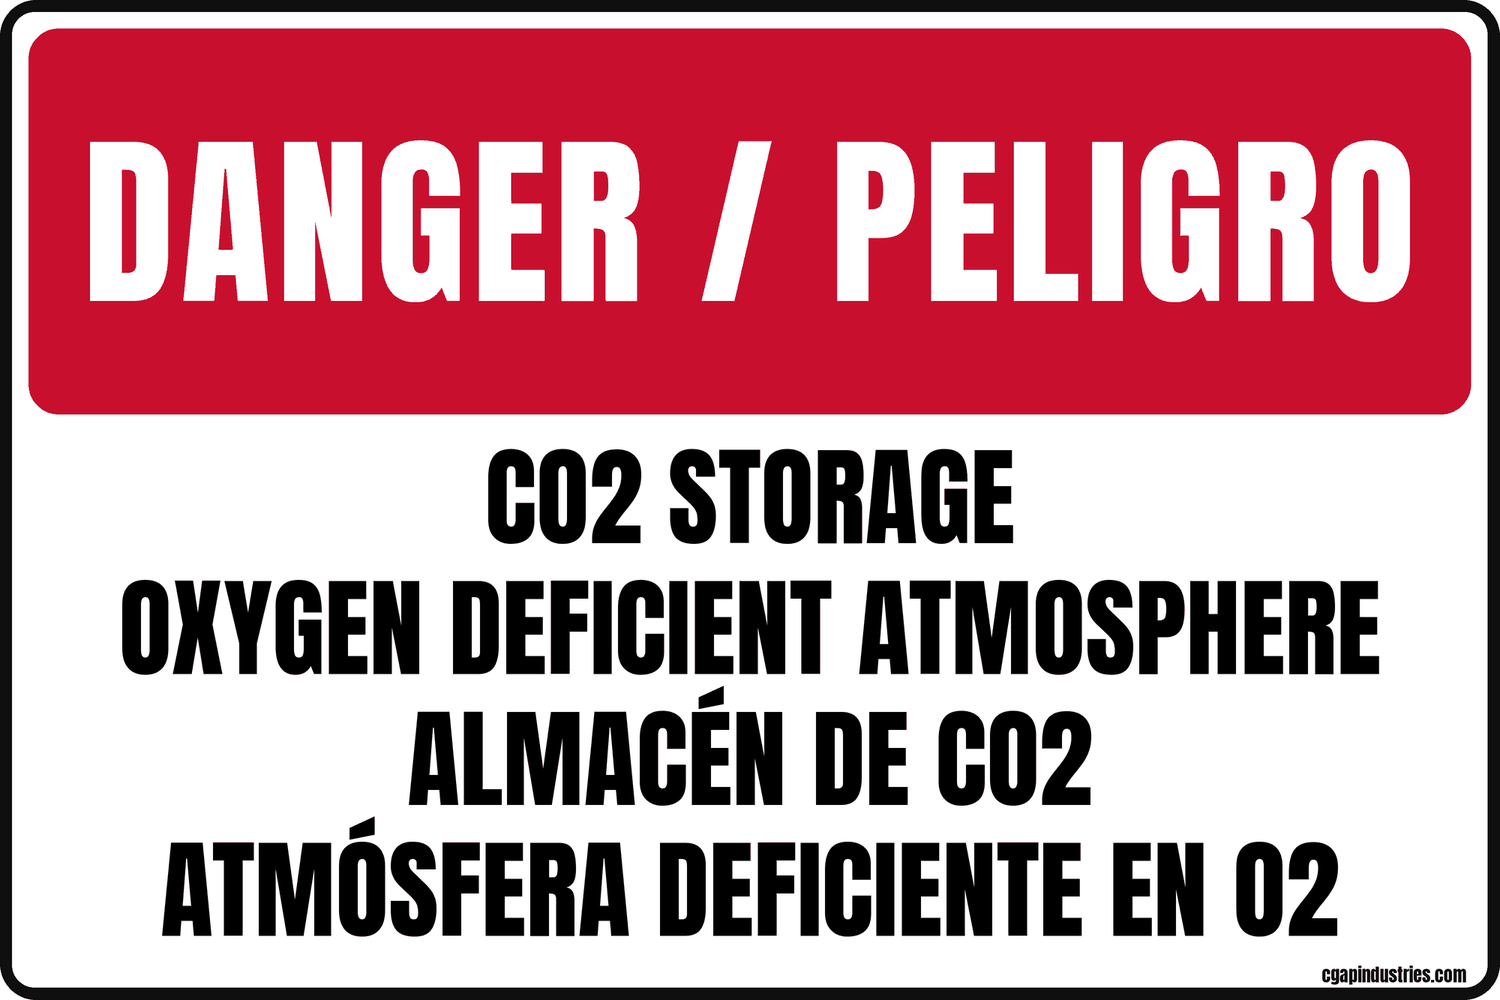 DANGER / PELIGRO
CO2 STORAGE
OXYGEN DEFICIENT ATMOSPHERE
ALMACÉN DE CO2
ATMÓSFERA DEFICIENTE EN O2
cgapindustries.com